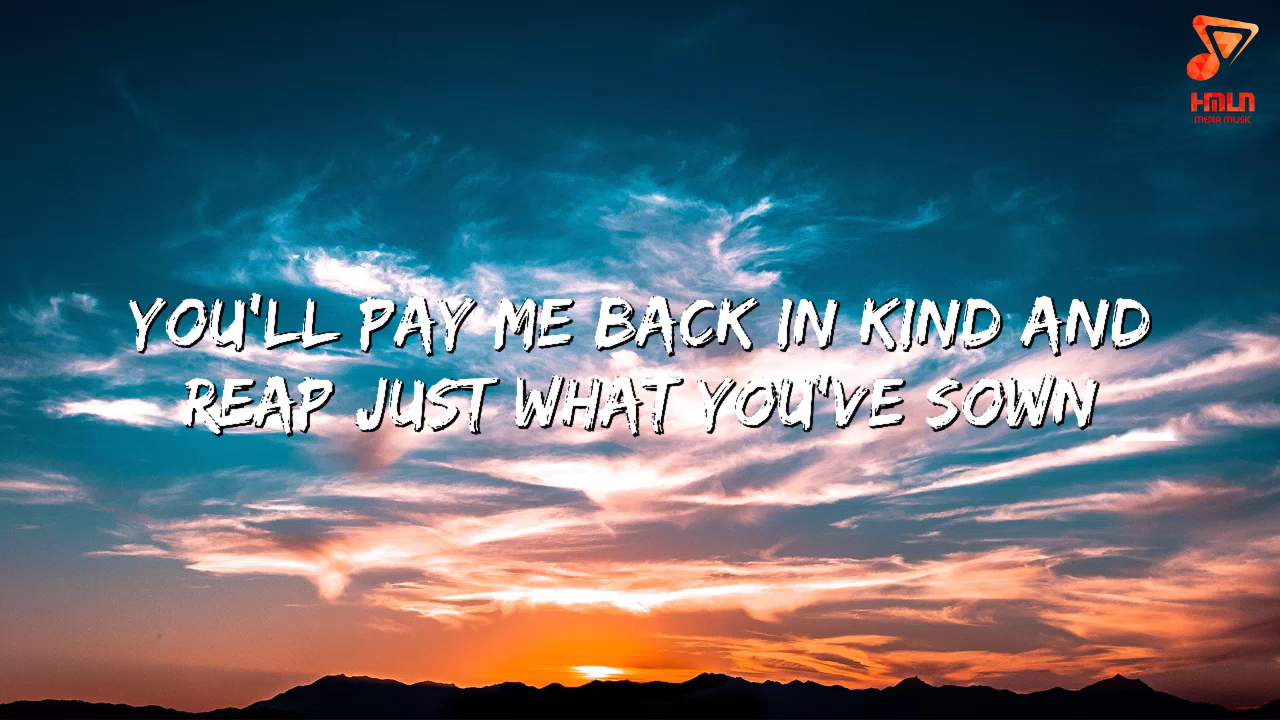 HMLN
MEDIA MUSIC
YOU'LL PAY ME BACK IN KIND AND
REAP JUST WHAT YOU'VE SOWN